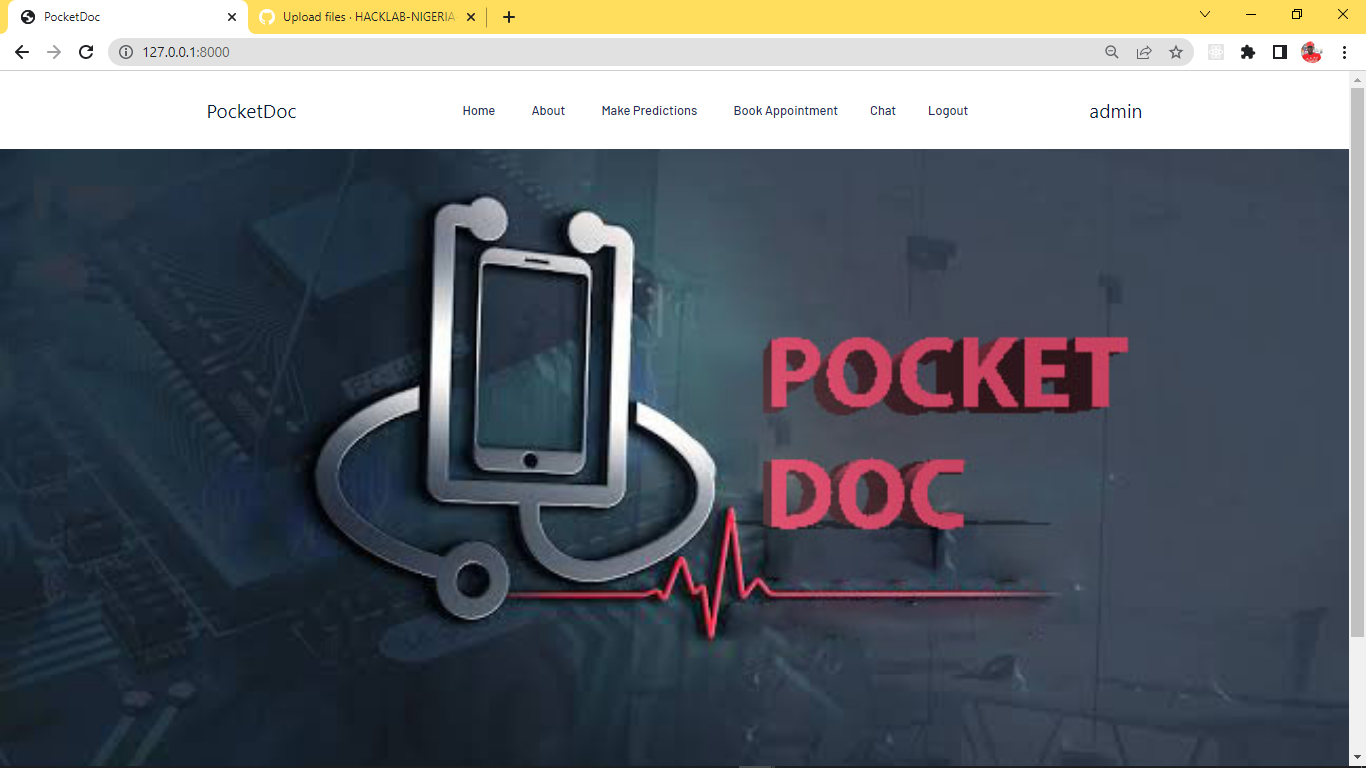 PocketDoc
Upload files · HACKLAB-NIGERIA
127.0.0.1:8000
PocketDoc Home About Make Predictions Book Appointment Chat Logout admin
POCKET
DOC